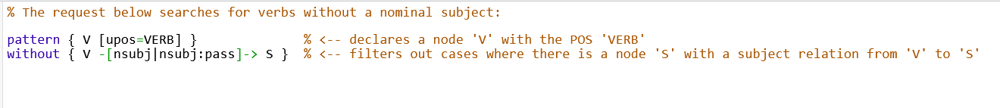 % The request below searches for verbs without a nominal subject:
pattern { V [upos=VERB] }              % <-- declares a node 'V' with the POS 'VERB'
without { V -[nsubj|nsubj:pass]-> S }  % <-- filters out cases where there is a node 'S' with a subject relation from 'V' to 'S'